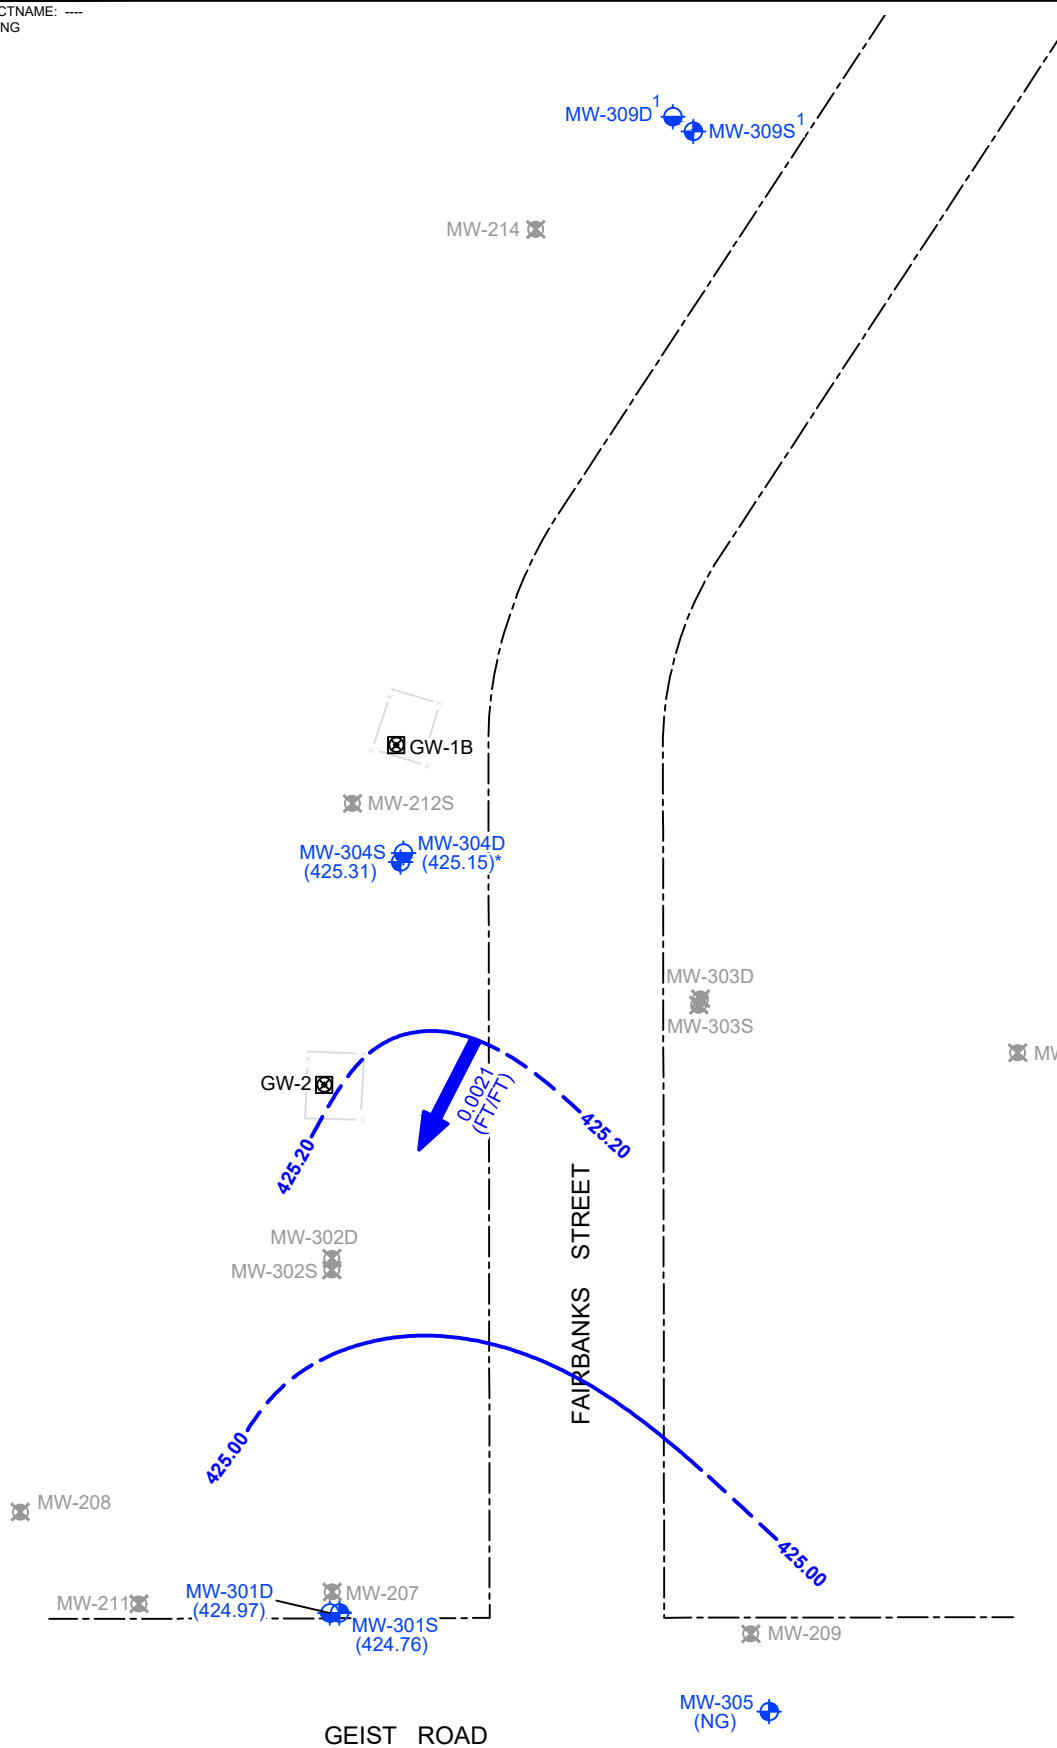 CTNAME: ----
NG
MW-309D¹
MW-309S¹
MW-214
GW-1B
MW-212S
MW-304S
(425.31)
MW-304D
(425.15)*
MW-303D
MW-303S
MW
GW-2
0.0021
(FT/FT)
425.20
425.20
MW-302D
MW-302S
FAIRBANKS STREET
425.00
425.00
MW-208
MW-211
MW-301D
(424.97)
MW-207
MW-301S
(424.76)
MW-209
MW-305
(NG)
GEIST ROAD